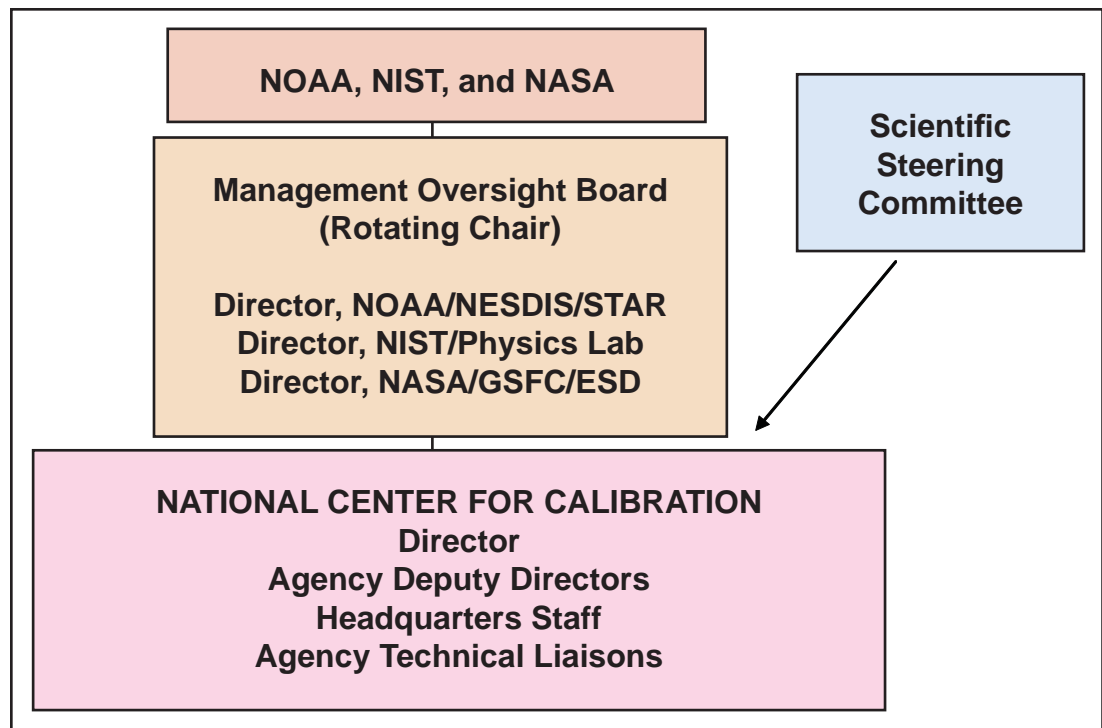 NOAA, NIST, and NASA
Management Oversight Board
(Rotating Chair)
Director, NOAA/NESDIS/STAR
Director, NIST/Physics Lab
Director, NASA/GSFC/ESD
Scientific
Steering
Committee
NATIONAL CENTER FOR CALIBRATION
Director
Agency Deputy Directors
Headquarters Staff
Agency Technical Liaisons